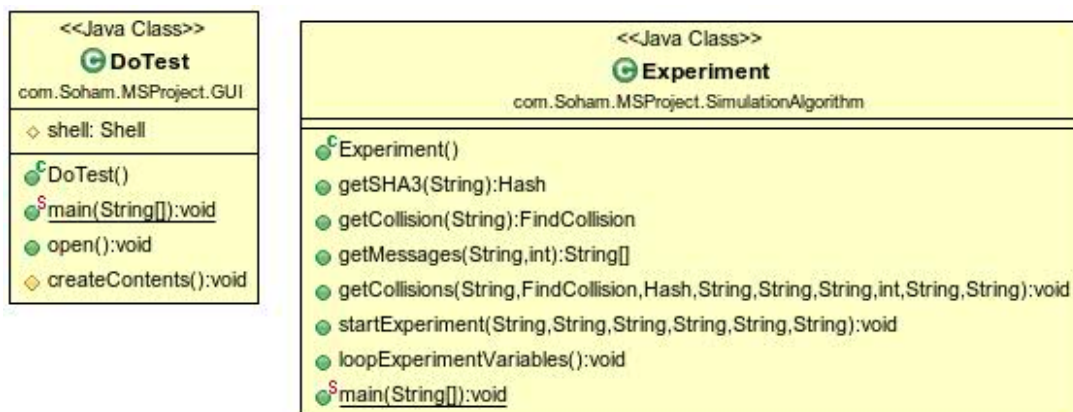 <<Java Class>>
C DoTest
com.Soham.MSProject.GUI
shell: Shell
C DoTest()
S main(String[]):void
open():void
createContents():void
<<Java Class>>
C Experiment
com.Soham.MSProject.SimulationAlgorithm
C Experiment()
getSHA3(String):Hash
getCollision(String):FindCollision
getMessages(String,int):String[]
getCollisions(String,FindCollision,Hash,String,String,String,int,String,String):void
startExperiment(String,String,String,String,String,String):void
loopExperimentVariables():void
S main(String[]):void